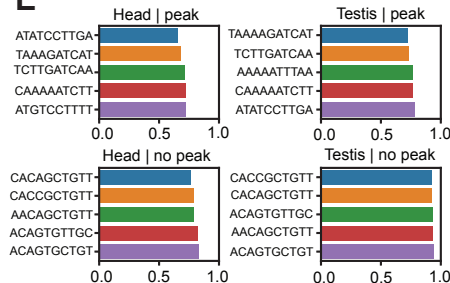 E
Head | peak
ATATCCTTGA
TAAAGATCAT
TCTTGATCAA
CAAAAATCTT
ATGTCCTTTT
0.0 0.5 1.0
Testis | peak
TAAAAGATCAT
TCTTGATCAA
AAAAATTTAA
CAAAAATCTT
ATATCCTTGA
0.0 0.5 1.0
Head | no peak
CACAGCTGTT
CACCGCTGTT
AACAGCTGTT
ACAGTGTTGC
ACAGTGCTGT
0.0 0.5 1.0
Testis | no peak
CACCGCTGTT
CACAGCTGTT
ACAGTGTTGC
AACAGCTGTT
ACAGTGCTGT
0.0 0.5 1.0